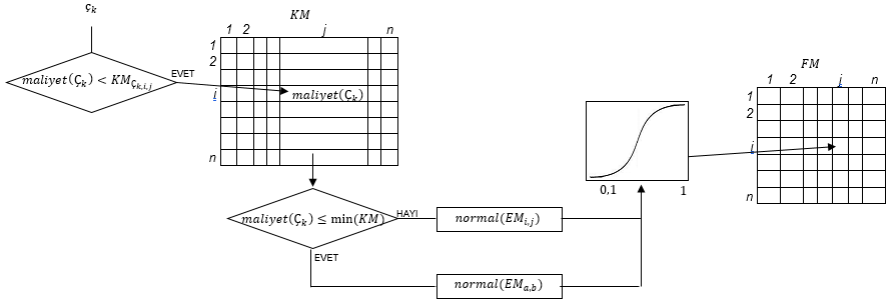 Ç_k
maliyet(Ç_k) < KM_{Ç_k,i,j}
EVET
KM
1 2 j n
1
2
i
n
maliyet(Ç_k)
maliyet(Ç_k) ≤ min(KM)
HAYI
EVET
normal(EM_{i,j})
normal(EM_{a,b})
0,1 1
FM
1 2 i n
1
2
i
n